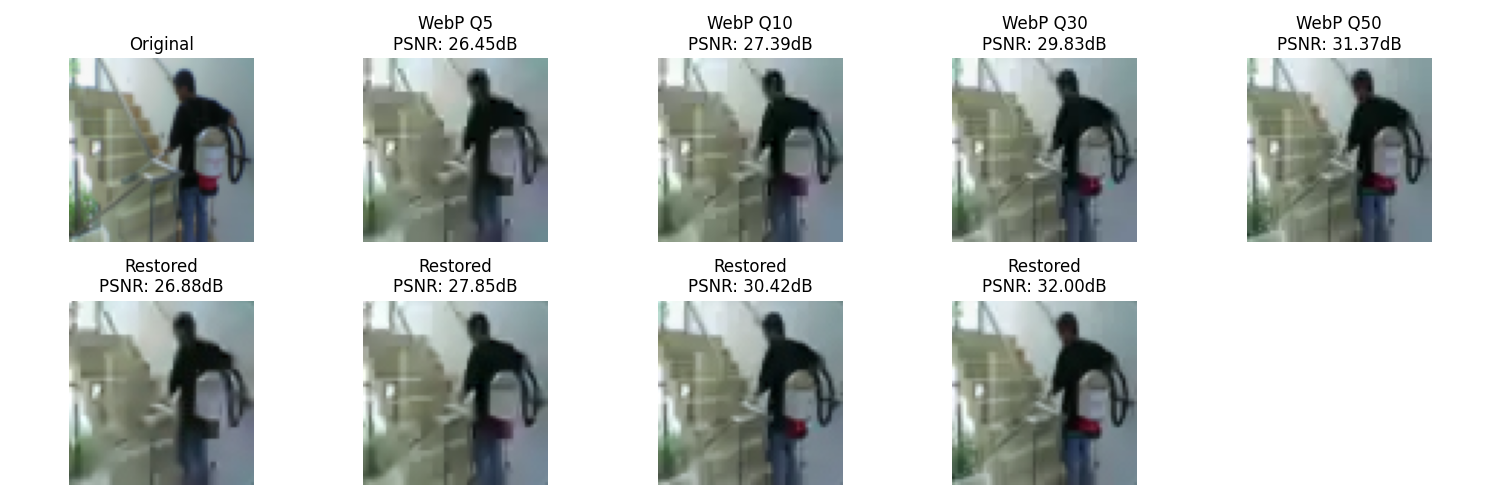 Original
WebP Q5
PSNR: 26.45dB
WebP Q10
PSNR: 27.39dB
WebP Q30
PSNR: 29.83dB
WebP Q50
PSNR: 31.37dB
Restored
PSNR: 26.88dB
Restored
PSNR: 27.85dB
Restored
PSNR: 30.42dB
Restored
PSNR: 32.00dB